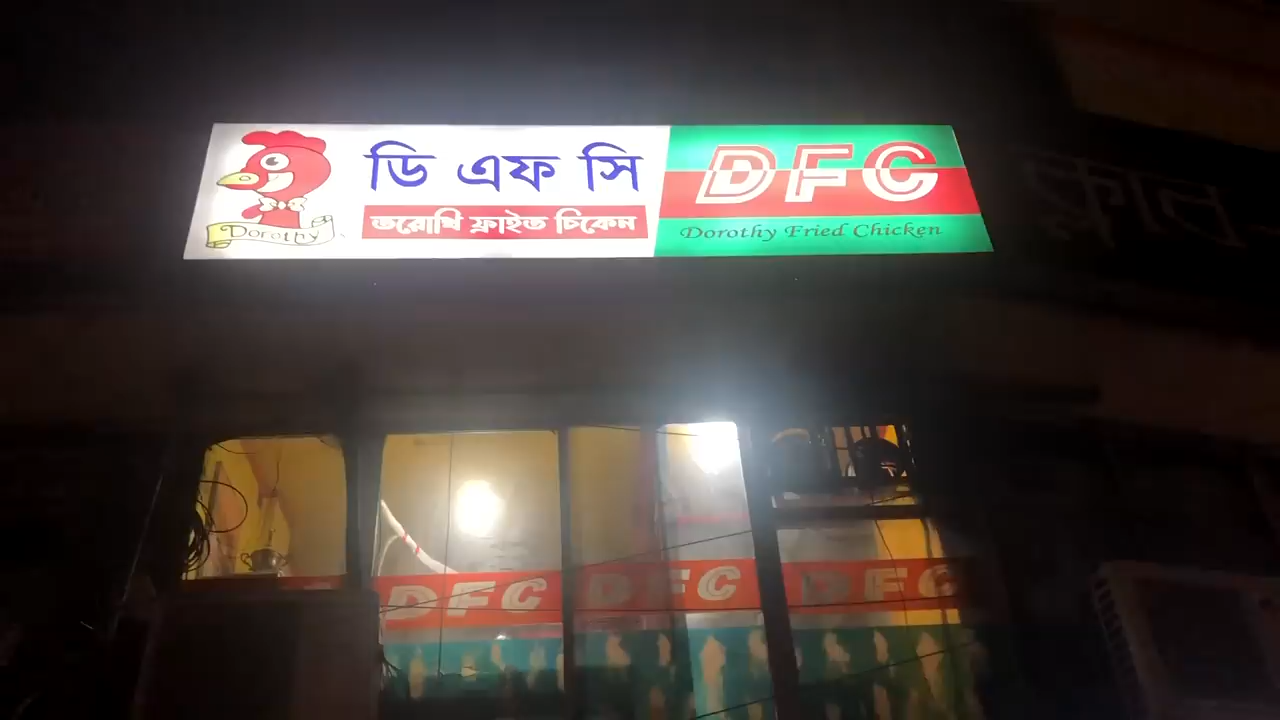 ডি এফ সি
ডরোথি ফ্রাইড চিকেন
Dorothy
DFC
Dorothy Fried Chicken
DFC
DFC
DFC